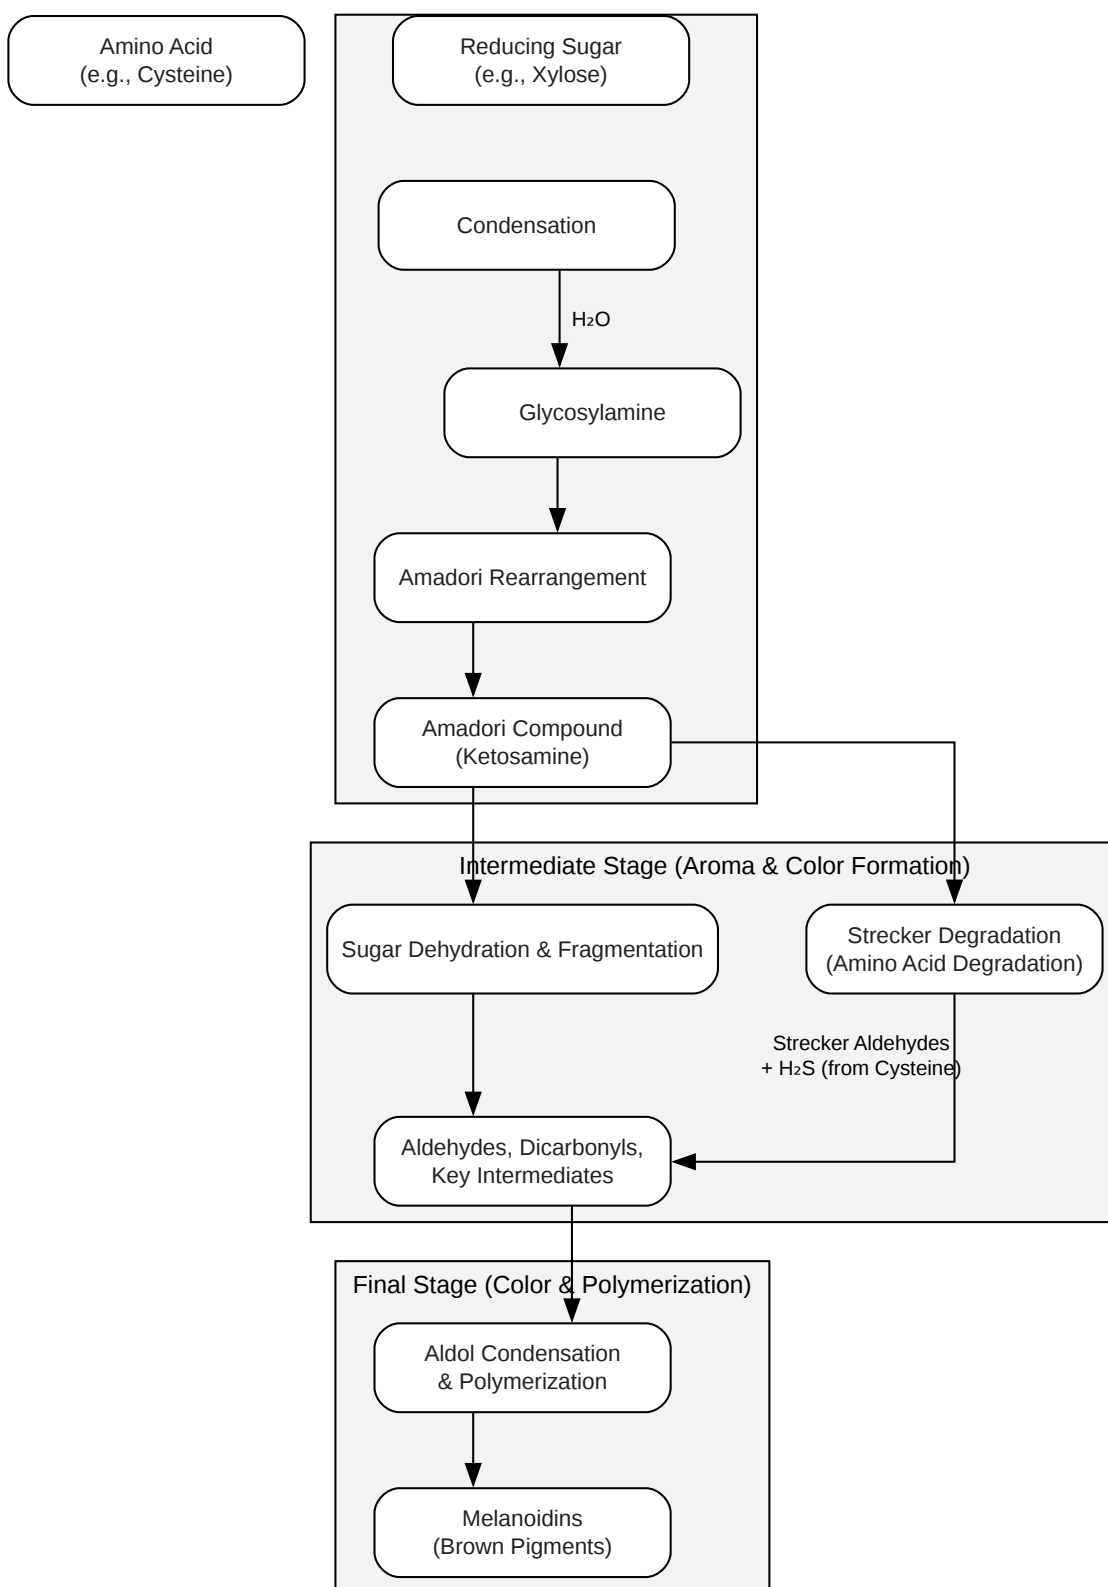 Amino Acid
(e.g., Cysteine)
Reducing Sugar
(e.g., Xylose)
Condensation
H₂O
Glycosylamine
Amadori Rearrangement
Amadori Compound
(Ketosamine)
Intermediate Stage (Aroma & Color Formation)
Sugar Dehydration & Fragmentation
Strecker Degradation
(Amino Acid Degradation)
Strecker Aldehydes
+ H₂S (from Cysteine)
Aldehydes, Dicarbonyls,
Key Intermediates
Final Stage (Color & Polymerization)
Aldol Condensation
& Polymerization
Melanoidins
(Brown Pigments)